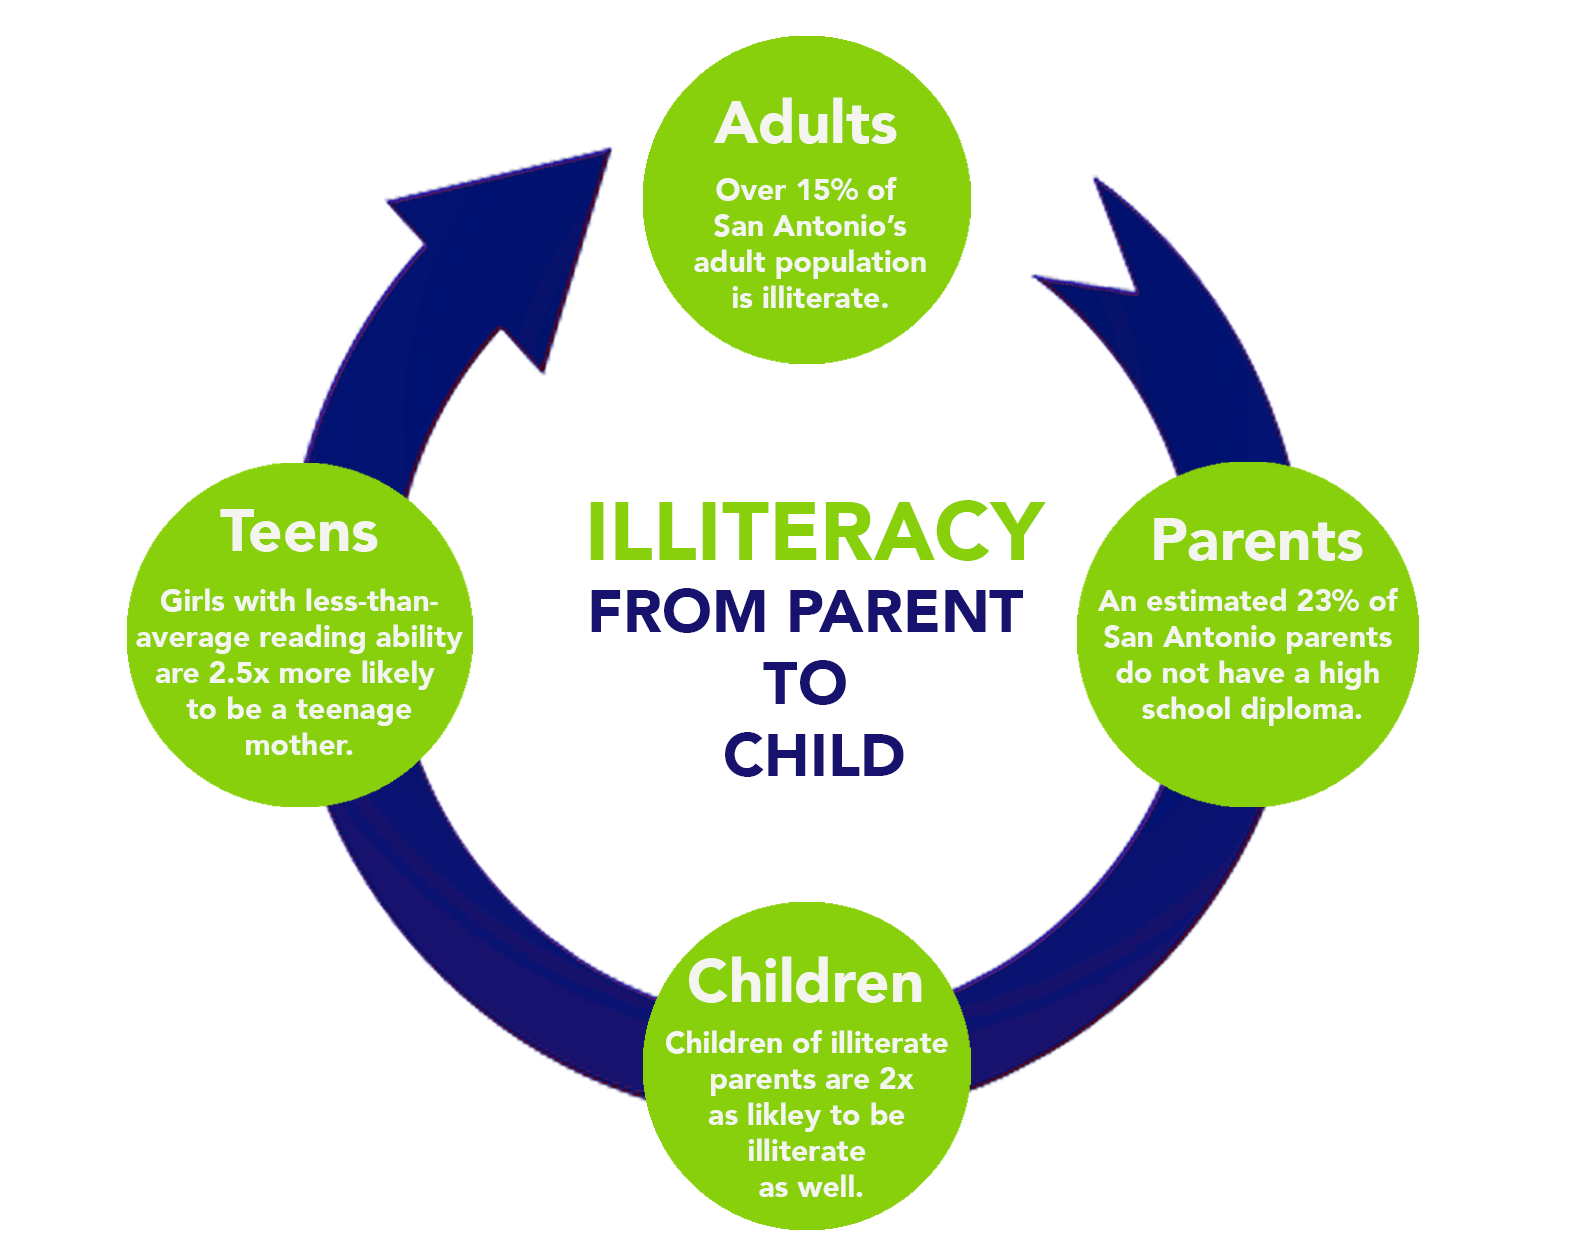 Adults
Over 15% of
San Antonio’s
adult population
is illiterate.
Parents
An estimated 23% of
San Antonio parents
do not have a high
school diploma.
Children
Children of illiterate
parents are 2x
as likley to be
illiterate
as well.
Teens
Girls with less-than-
average reading ability
are 2.5x more likely
to be a teenage
mother.
ILLITERACY
FROM PARENT
TO
CHILD